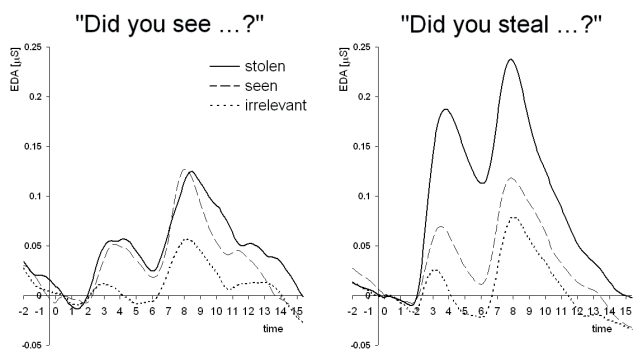 "Did you see ...?"
EDA [µS]
0.25
0.2
0.15
0.1
0.05
0
-0.05
stolen
seen
irrelevant
-2 -1 0 1 2 3 4 5 6 7 8 9 10 11 12 13 14 15
time
"Did you steal ...?"
EDA [µS]
0.25
0.2
0.15
0.1
0.05
0
-0.05
-2 -1 0 1 2 3 4 5 6 7 8 9 10 11 12 13 14 15
time